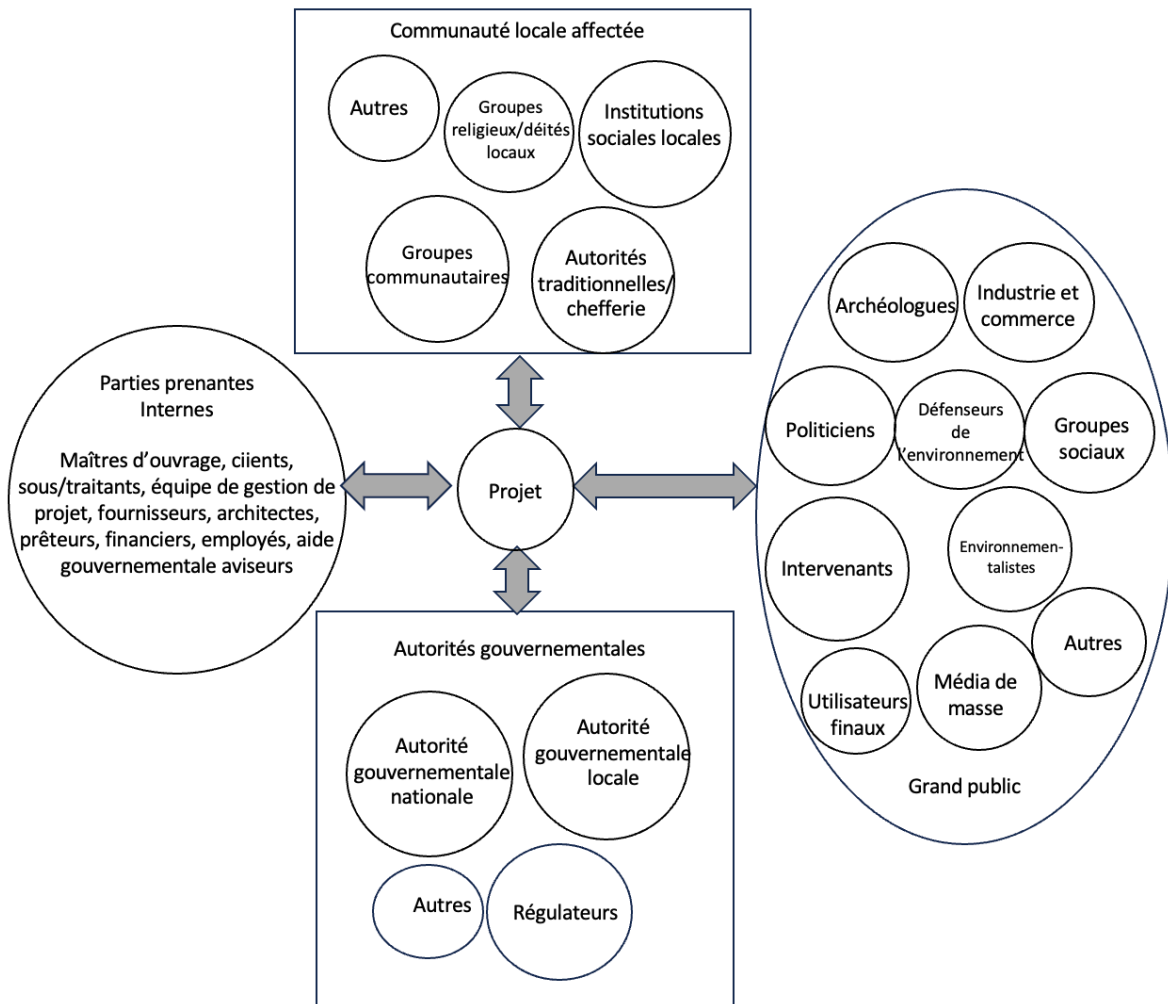 Communauté locale affectée
Autres
Groupes
religieux/déités
locaux
Institutions
sociales locales
Groupes
communautaires
Autorités
traditionnelles/
chefferie
Parties prenantes
Internes
Maîtres d'ouvrage, ciients,
sous/traitants, équipe de gestion de
projet, fournisseurs, architectes,
prêteurs, financiers, employés, aide
gouvernementale aviseurs
Projet
Archéologues
Industrie et
commerce
Politiciens
Défenseurs
de
l'environnement
Groupes
sociaux
Intervenants
Environnemen-
talistes
Autres
Utilisateurs
finaux
Média de
masse
Grand public
Autorités gouvernementales
Autorité
gouvernementale
nationale
Autorité
gouvernementale
locale
Autres
Régulateurs